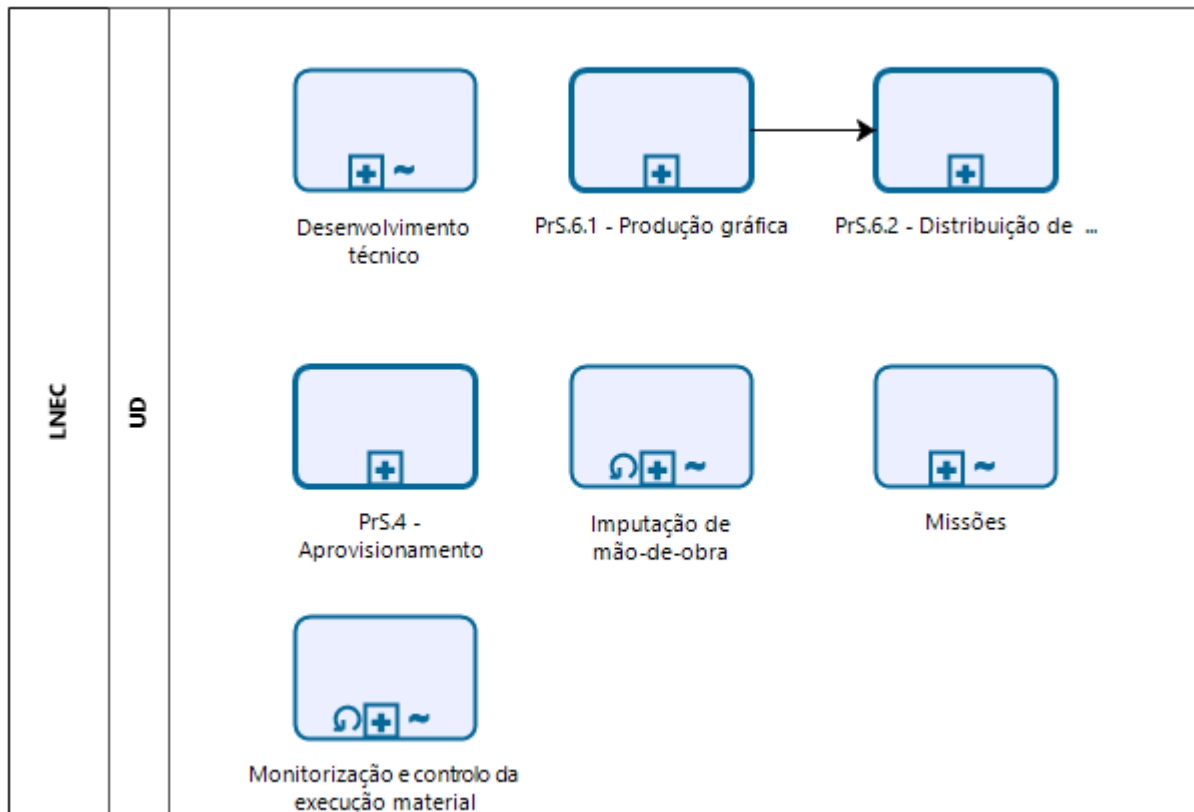 LNEC
UD
Desenvolvimento
técnico
PrS.6.1 - Produção gráfica
PrS.6.2 - Distribuição de ...
PrS.4 -
Aprovisionamento
Imputação de
mão-de-obra
Missões
Monitorização e controlo da
execução material